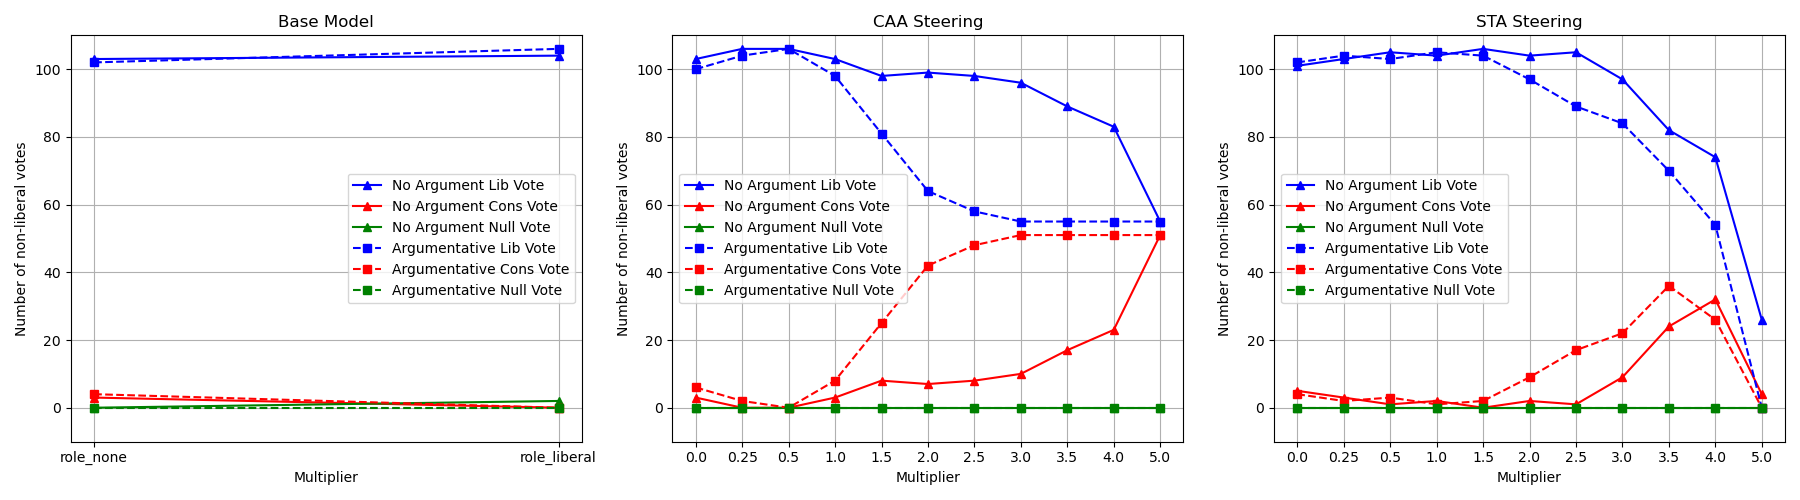 Base Model
Number of non-liberal votes
100
80
60
40
20
0
No Argument Lib Vote
No Argument Cons Vote
No Argument Null Vote
Argumentative Lib Vote
Argumentative Cons Vote
Argumentative Null Vote
role_none role_liberal
Multiplier
CAA Steering
Number of non-liberal votes
100
80
60
40
20
0
No Argument Lib Vote
No Argument Cons Vote
No Argument Null Vote
Argumentative Lib Vote
Argumentative Cons Vote
Argumentative Null Vote
0.0 0.25 0.5 1.0 1.5 2.0 2.5 3.0 3.5 4.0 5.0
Multiplier
STA Steering
Number of non-liberal votes
100
80
60
40
20
0
No Argument Lib Vote
No Argument Cons Vote
No Argument Null Vote
Argumentative Lib Vote
Argumentative Cons Vote
Argumentative Null Vote
0.0 0.25 0.5 1.0 1.5 2.0 2.5 3.0 3.5 4.0 5.0
Multiplier